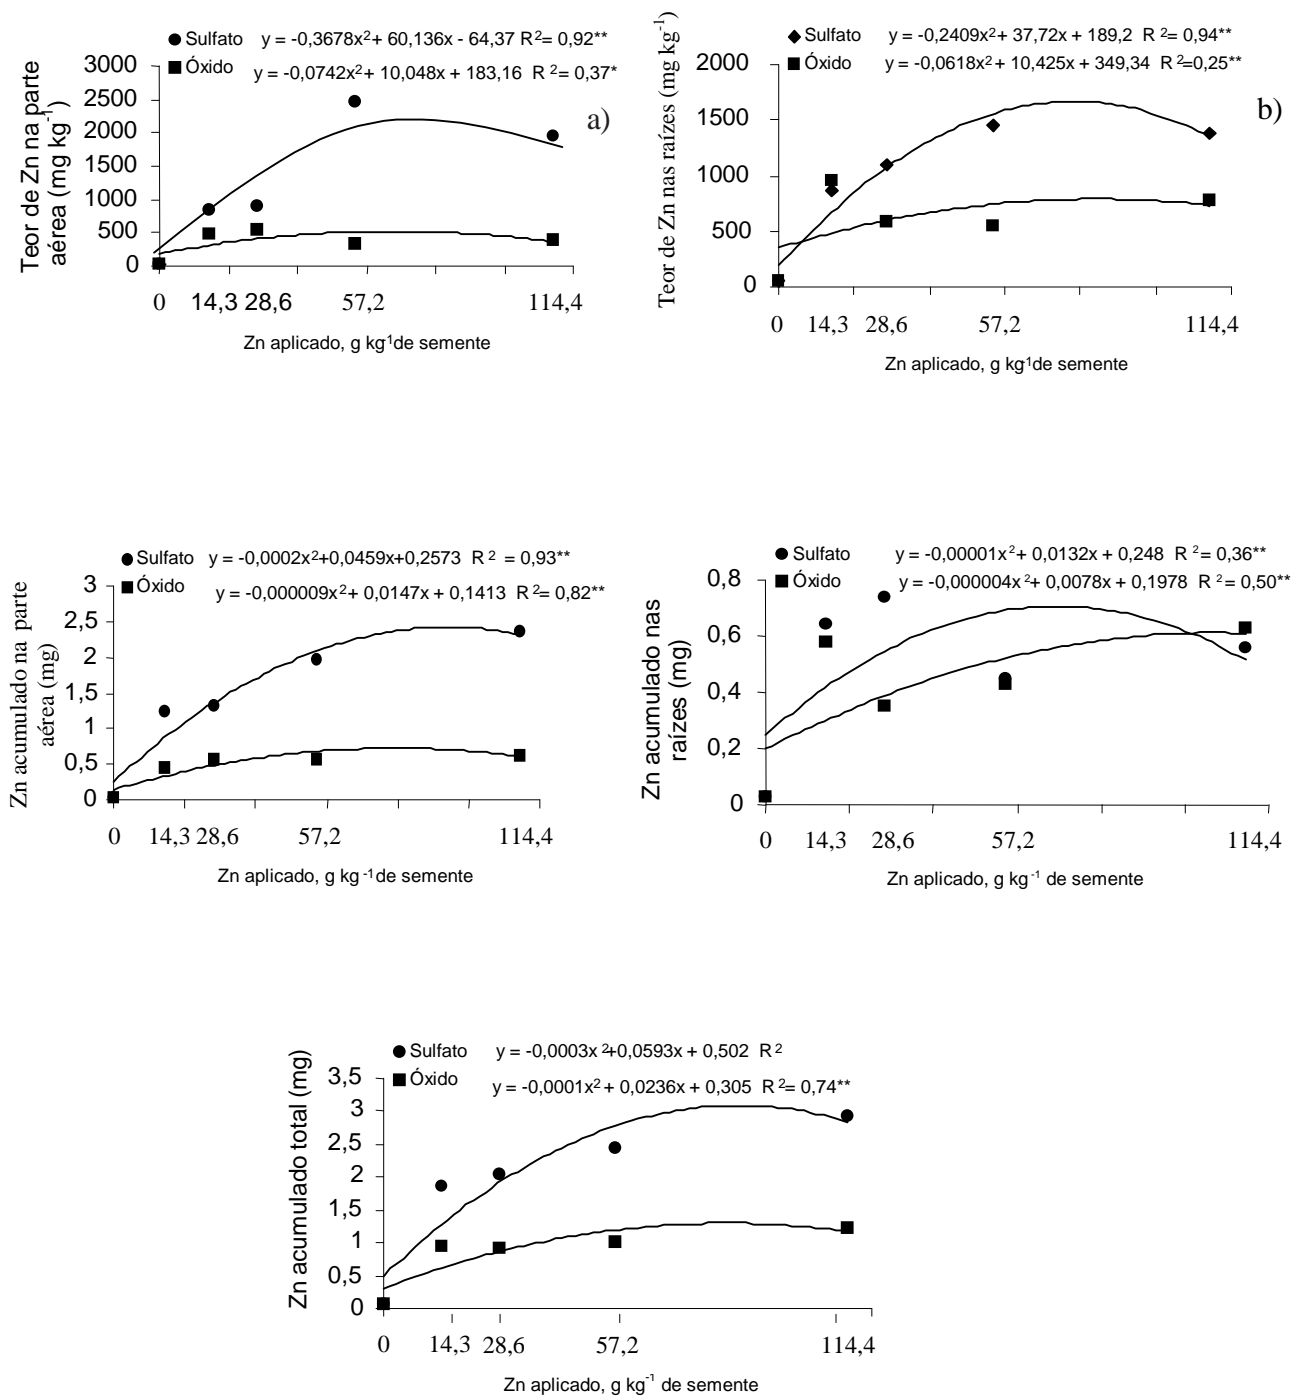 Sulfato y = -0,3678x²+ 60,136x - 64,37 R²= 0,92**
Óxido y = -0,0742x²+ 10,048x + 183,16 R²= 0,37*
a)
Teor de Zn na parte
aérea (mg kg⁻¹)
3000
2500
2000
1500
1000
500
0
0 14,3 28,6 57,2 114,4
Zn aplicado, g kg⁻¹de semente
Sulfato y = -0,2409x²+ 37,72x + 189,2 R²= 0,94**
Óxido y = -0,0618x²+ 10,425x + 349,34 R²=0,25**
b)
Teor de Zn nas raízes (mg kg⁻¹)
2000
1500
1000
500
0
0 14,3 28,6 57,2 114,4
Zn aplicado, g kg⁻¹de semente
Sulfato y = -0,0002x²+0,0459x+0,2573 R² = 0,93**
Óxido y = -0,000009x²+ 0,0147x + 0,1413 R²= 0,82**
Zn acumulado na parte
aérea (mg)
3
2,5
2
1,5
1
0,5
0
0 14,3 28,6 57,2 114,4
Zn aplicado, g kg⁻¹de semente
Sulfato y = -0,00001x²+ 0,0132x + 0,248 R²= 0,36**
Óxido y = -0,000004x²+ 0,0078x + 0,1978 R²= 0,50**
Zn acumulado nas
raízes (mg)
0,8
0,6
0,4
0,2
0
0 14,3 28,6 57,2 114,4
Zn aplicado, g kg⁻¹ de semente
Sulfato y = -0,0003x²+0,0593x + 0,502 R²
Óxido y = -0,0001x²+ 0,0236x + 0,305 R²= 0,74**
Zn acumulado total (mg)
3,5
3
2,5
2
1,5
1
0,5
0
0 14,3 28,6 57,2 114,4
Zn aplicado, g kg⁻¹ de semente